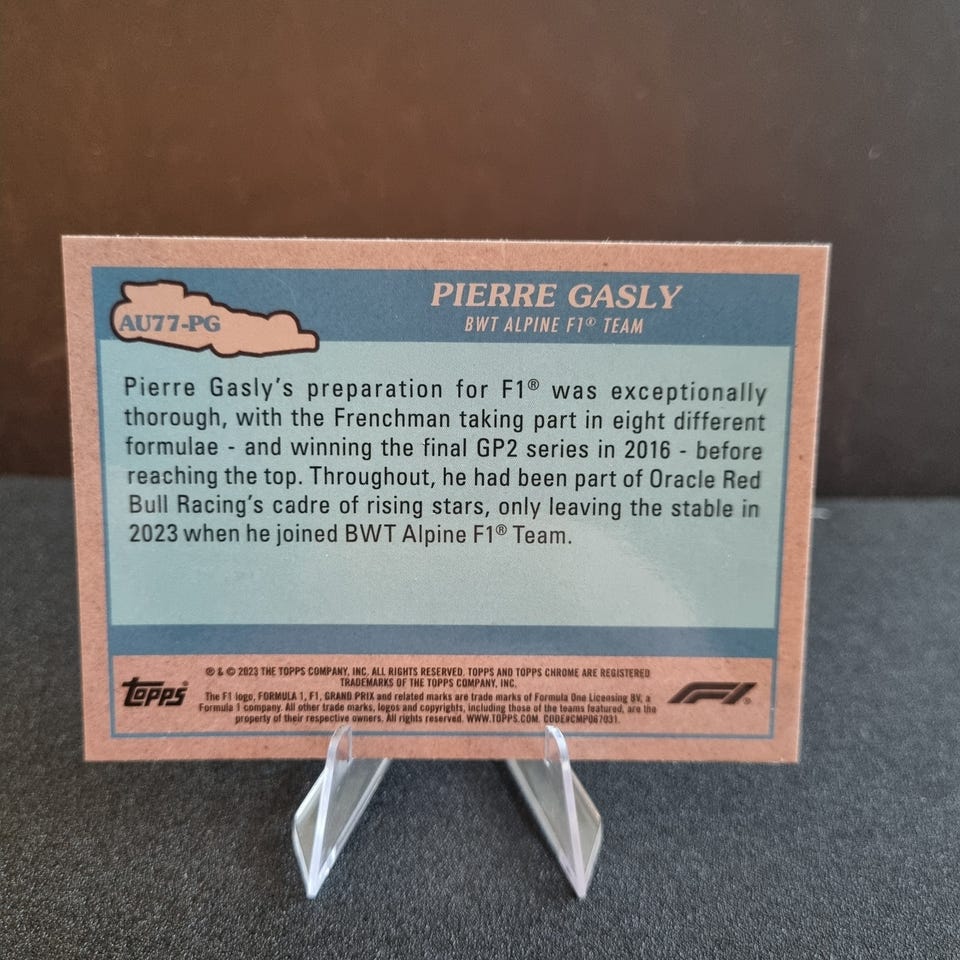 AU77-PG
PIERRE GASLY
BWT ALPINE F1® TEAM
Pierre Gasly's preparation for F1® was exceptionally
thorough, with the Frenchman taking part in eight different
formulae - and winning the final GP2 series in 2016 - before
reaching the top. Throughout, he had been part of Oracle Red
Bull Racing's cadre of rising stars, only leaving the stable in
2023 when he joined BWT Alpine F1® Team.
® & © 2023 THE TOPPS COMPANY, INC. ALL RIGHTS RESERVED. TOPPS AND TOPPS CHROME ARE REGISTERED
TRADEMARKS OF THE TOPPS COMPANY, INC.
The F1 logo, FORMULA 1, F1, GRAND PRIX and related marks are trade marks of Formula One Licensing BV, a
Formula 1 company. All other trade marks, logos and copyrights, including those of the teams featured, are the
property of their respective owners. All rights reserved. WWW.TOPPS.COM. CODE#CMP067031.
Topps®
F1®